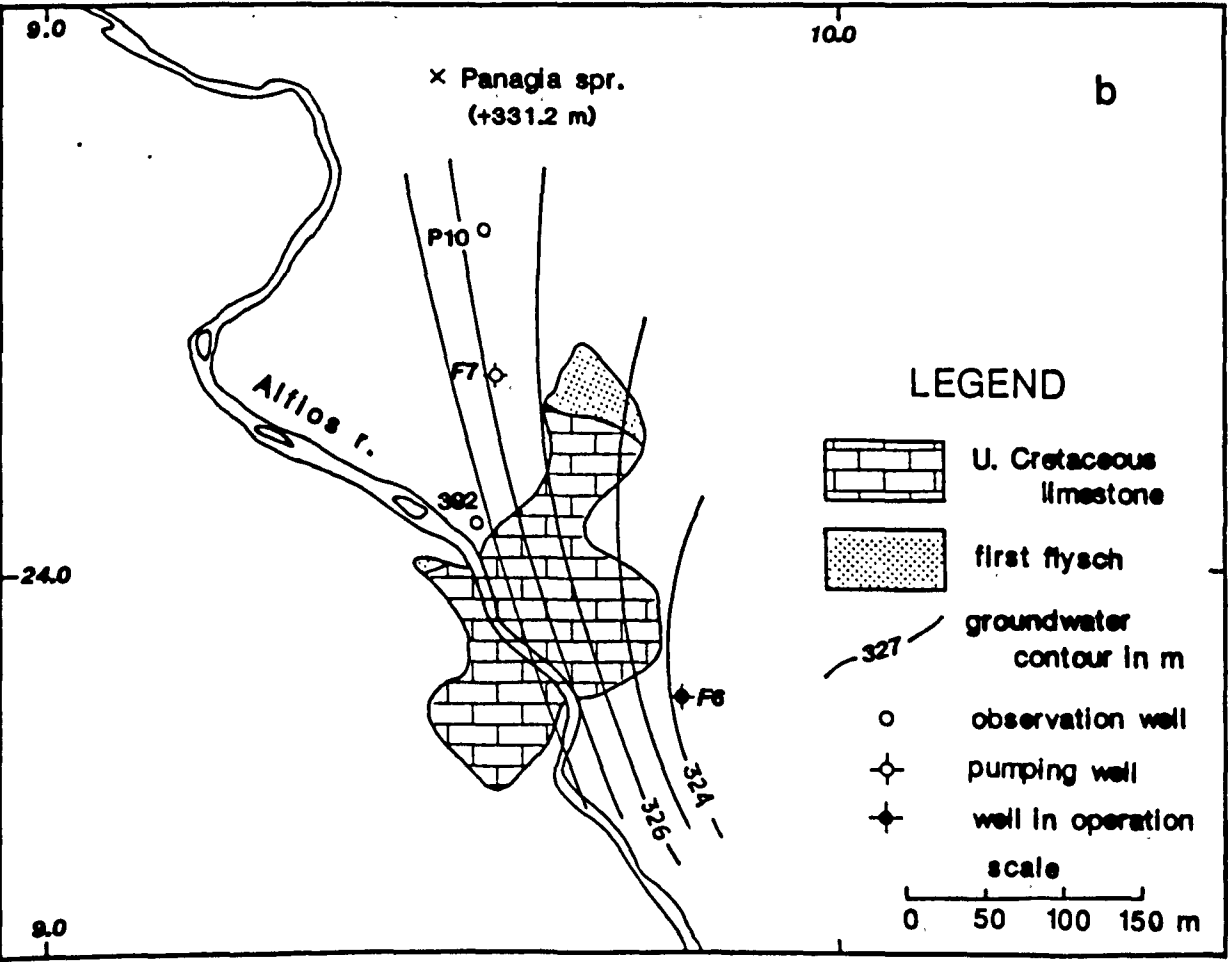 9.0
10.0
× Panagia spr.
(+331.2 m)
b
P10
F7
Alfios r.
392
24.0
F6
324
326
9.0
LEGEND
U. Cretaceous
limestone
first flysch
327
groundwater
contour in m
observation well
pumping well
well in operation
scale
0 50 100 150 m